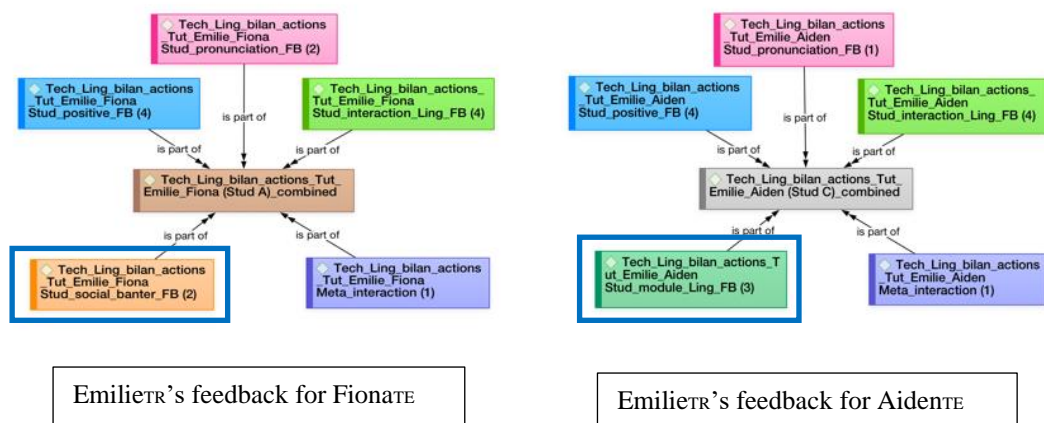 Tech_Ling_bilan_actions
_Tut_Emilie_Fiona
Stud_pronunciation_FB (2)
Tech_Ling_bilan_actions
_Tut_Emilie_Fiona
Stud_positive_FB (4)
Tech_Ling_bilan_actions_
Tut_Emilie_Fiona
Stud_interaction_Ling_FB (4)
is part of
is part of
is part of
Tech_Ling_bilan_actions_Tut_
Emilie_Fiona (Stud A)_combined
is part of
is part of
Tech_Ling_bilan_actions
_Tut_Emilie_Fiona
Stud_social_banter_FB (2)
Tech_Ling_bilan_actions
_Tut_Emilie_Fiona
Meta_interaction (1)
EmilieTR's feedback for FionaTE
Tech_Ling_bilan_actions
_Tut_Emilie_Aiden
Stud_pronunciation_FB (1)
Tech_Ling_bilan_actions
_Tut_Emilie_Aiden
Stud_positive_FB (4)
Tech_Ling_bilan_actions_
Tut_Emilie_Aiden
Stud_interaction_Ling_FB (4)
is part of
is part of
is part of
Tech_Ling_bilan_actions_Tut_
Emilie_Aiden (Stud C)_combined
is part of
is part of
Tech_Ling_bilan_actions_T
ut_Emilie_Aiden
Stud_module_Ling_FB (3)
Tech_Ling_bilan_actions
_Tut_Emilie_Aiden
Meta_interaction (1)
EmilieTR's feedback for AidenTE